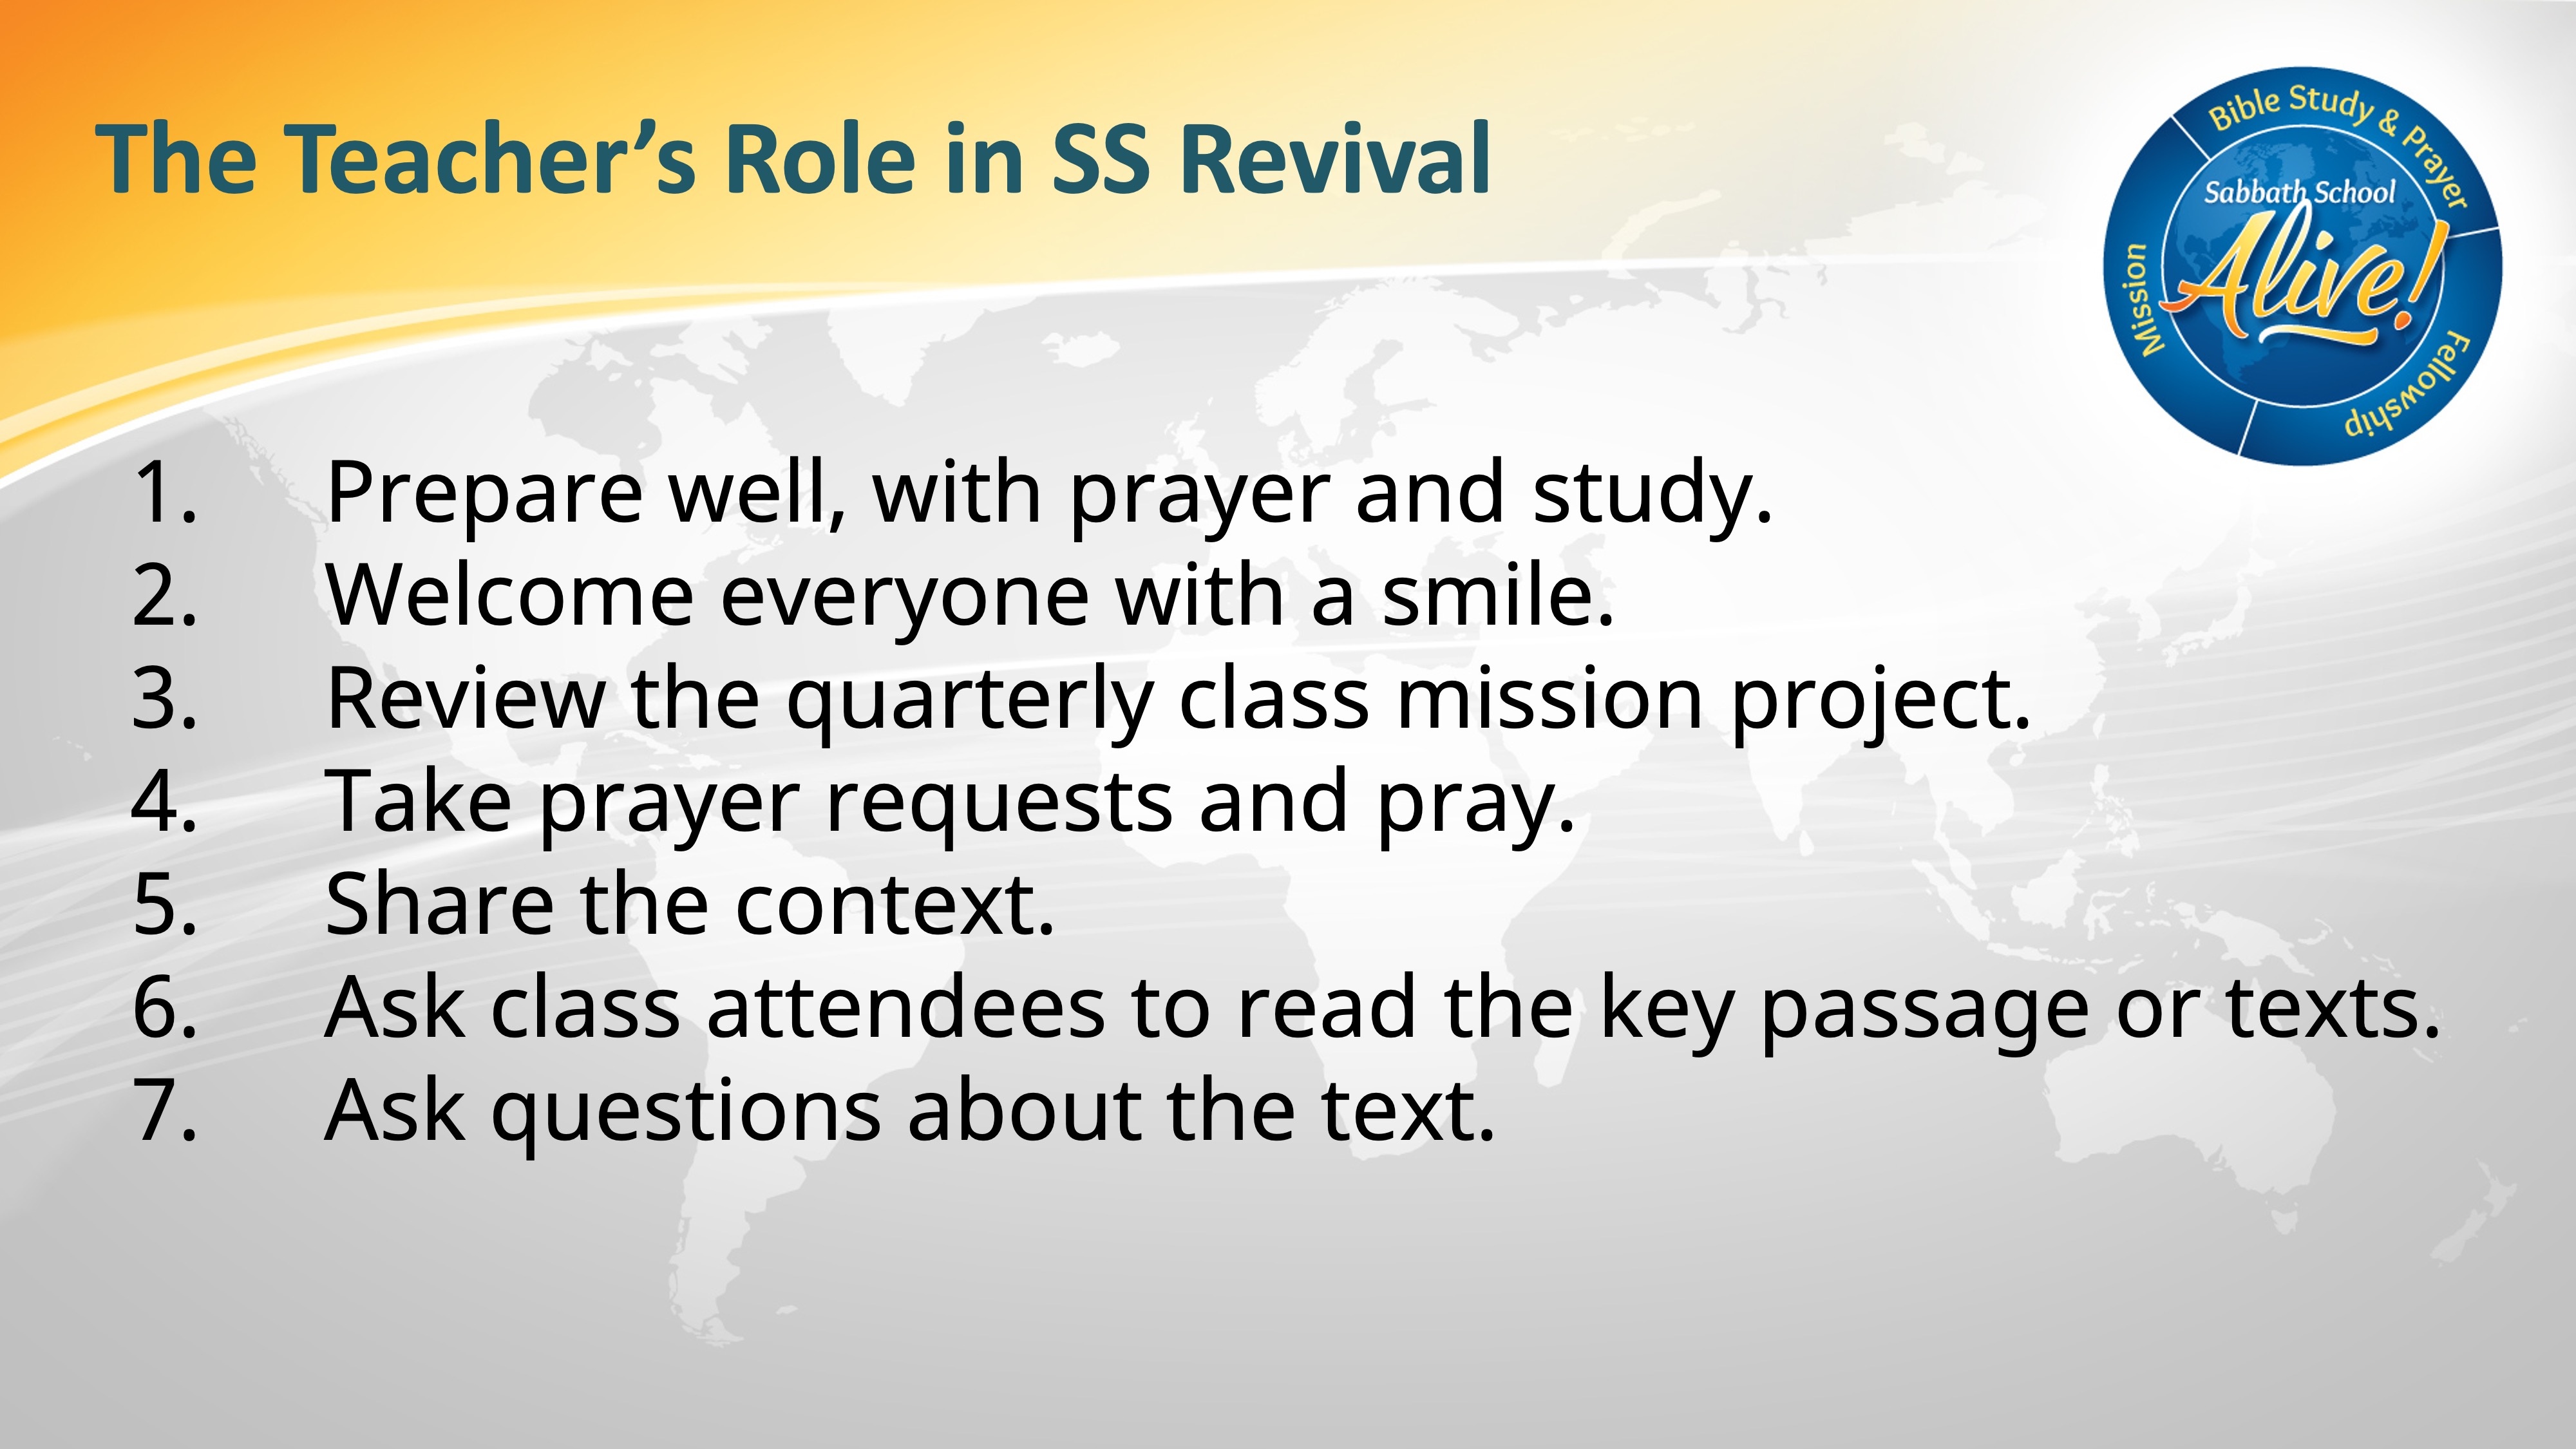 The Teacher’s Role in SS Revival
Bible Study & Prayer
Sabbath School
Alive!
Mission
Fellowship
1. Prepare well, with prayer and study.
2. Welcome everyone with a smile.
3. Review the quarterly class mission project.
4. Take prayer requests and pray.
5. Share the context.
6. Ask class attendees to read the key passage or texts.
7. Ask questions about the text.